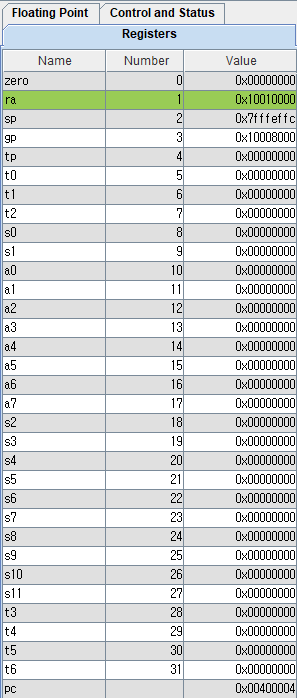 Floating Point Control and Status
Registers
Name Number Value
zero 0 0x00000000
ra 1 0x10010000
sp 2 0x7fffeffc
gp 3 0x10008000
tp 4 0x00000000
t0 5 0x00000000
t1 6 0x00000000
t2 7 0x00000000
s0 8 0x00000000
s1 9 0x00000000
a0 10 0x00000000
a1 11 0x00000000
a2 12 0x00000000
a3 13 0x00000000
a4 14 0x00000000
a5 15 0x00000000
a6 16 0x00000000
a7 17 0x00000000
s2 18 0x00000000
s3 19 0x00000000
s4 20 0x00000000
s5 21 0x00000000
s6 22 0x00000000
s7 23 0x00000000
s8 24 0x00000000
s9 25 0x00000000
s10 26 0x00000000
s11 27 0x00000000
t3 28 0x00000000
t4 29 0x00000000
t5 30 0x00000000
t6 31 0x00000000
pc 0x00400004